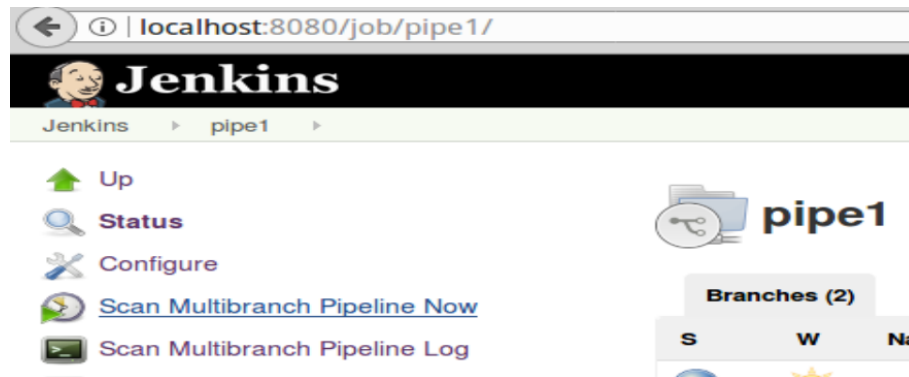 localhost:8080/job/pipe1/
Jenkins
Jenkins pipe1
Up
Status
pipe1
Configure
Scan Multibranch Pipeline Now
Scan Multibranch Pipeline Log
Branches (2)
S W